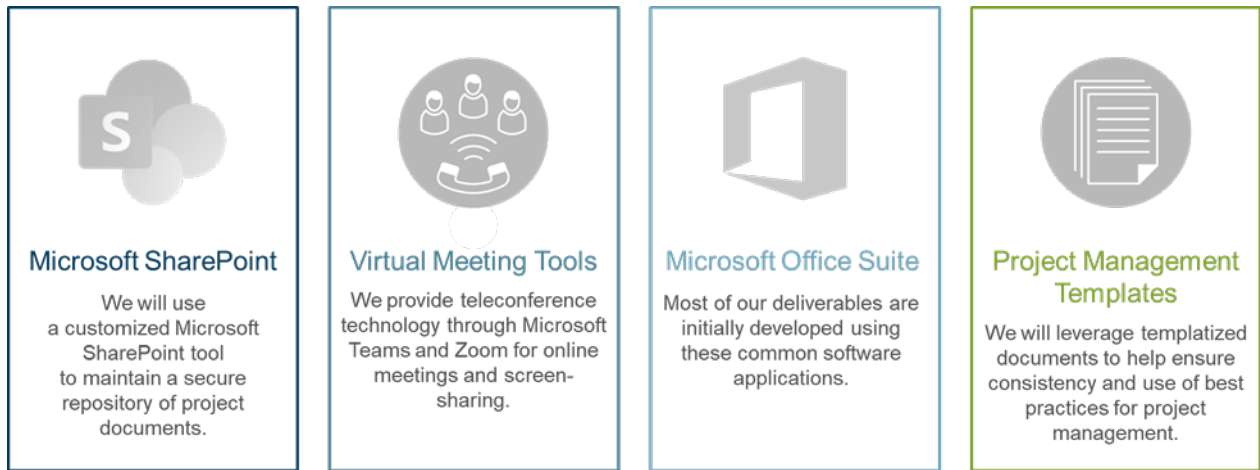 S
Microsoft SharePoint
We will use
a customized Microsoft
SharePoint tool
to maintain a secure
repository of project
documents.
Virtual Meeting Tools
We provide teleconference
technology through Microsoft
Teams and Zoom for online
meetings and screen-
sharing.
Microsoft Office Suite
Most of our deliverables are
initially developed using
these common software
applications.
Project Management
Templates
We will leverage templatized
documents to help ensure
consistency and use of best
practices for project
management.